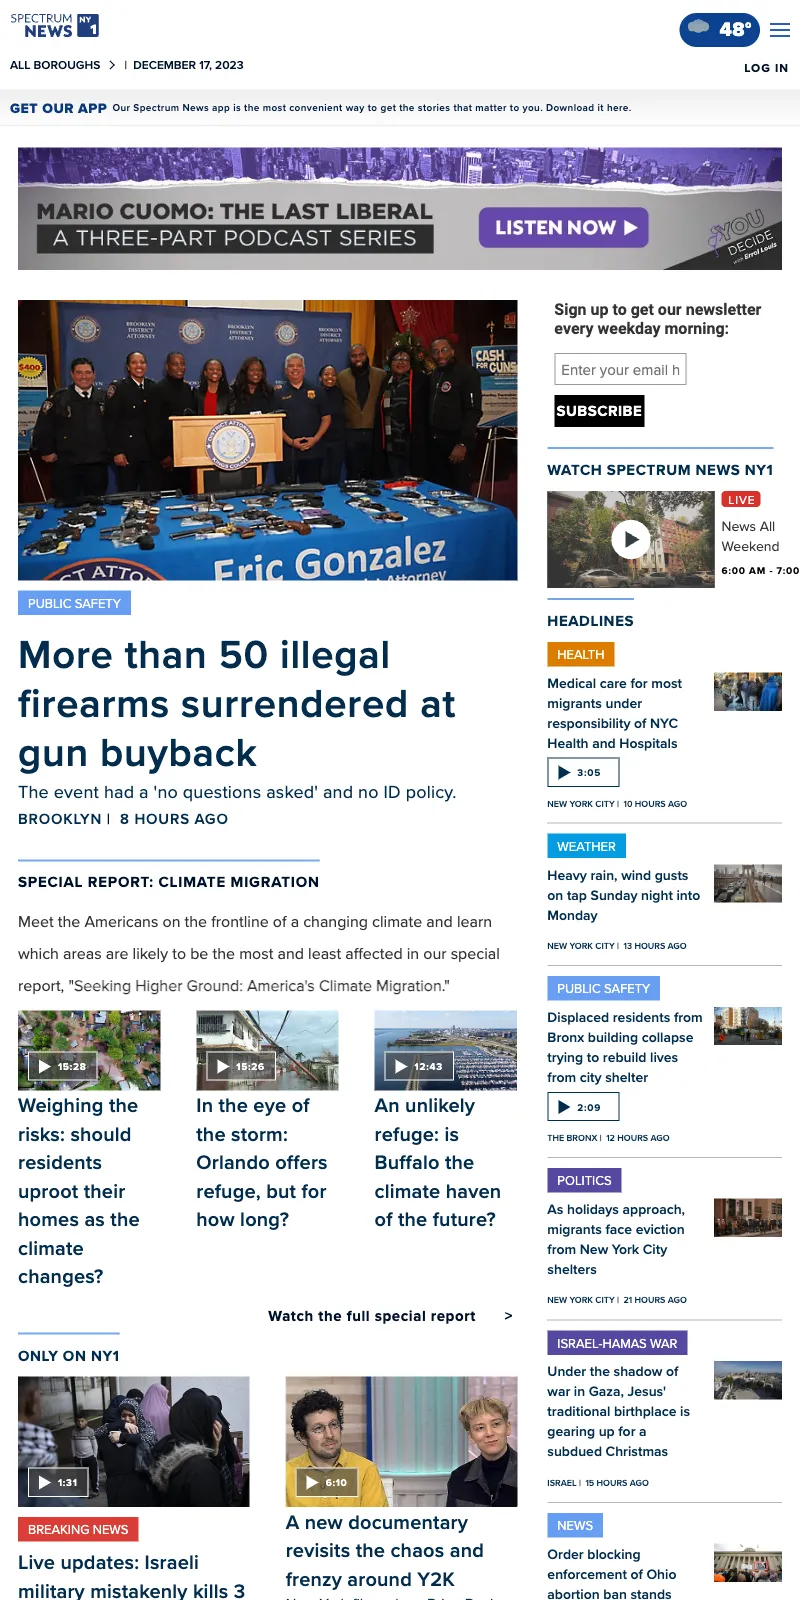 SPECTRUM
NEWS NY 1
48°
ALL BOROUGHS > | DECEMBER 17, 2023
LOG IN
GET OUR APP Our Spectrum News app is the most convenient way to get the stories that matter to you. Download it here.
MARIO CUOMO: THE LAST LIBERAL
A THREE-PART PODCAST SERIES
LISTEN NOW
YOU
DECIDE
with Errol Louis
BROOKLYN
DISTRICT
ATTORNEY
BROOKLYN
DISTRICT
ATTORNEY
BROOKLYN
DISTRICT
ATTORNEY
$400
CASH
FOR
GUNS
KINGS COUNTY
Eric Gonzalez
CT ATTO
Attorney
PUBLIC SAFETY
More than 50 illegal
firearms surrendered at
gun buyback
The event had a 'no questions asked' and no ID policy.
BROOKLYN | 8 HOURS AGO
SPECIAL REPORT: CLIMATE MIGRATION
Meet the Americans on the frontline of a changing climate and learn
which areas are likely to be the most and least affected in our special
report, "Seeking Higher Ground: America's Climate Migration."
15:28
Weighing the
risks: should
residents
uproot their
homes as the
climate
changes?
15:26
In the eye of
the storm:
Orlando offers
refuge, but for
how long?
12:43
An unlikely
refuge: is
Buffalo the
climate haven
of the future?
Watch the full special report >
ONLY ON NY1
1:31
BREAKING NEWS
Live updates: Israeli
military mistakenly kills 3
6:10
A new documentary
revisits the chaos and
frenzy around Y2K
Sign up to get our newsletter
every weekday morning:
Enter your email h
SUBSCRIBE
WATCH SPECTRUM NEWS NY1
LIVE
News All
Weekend
6:00 AM - 7:00
HEADLINES
HEALTH
Medical care for most
migrants under
responsibility of NYC
Health and Hospitals
3:05
NEW YORK CITY | 10 HOURS AGO
WEATHER
Heavy rain, wind gusts
on tap Sunday night into
Monday
NEW YORK CITY | 13 HOURS AGO
PUBLIC SAFETY
Displaced residents from
Bronx building collapse
trying to rebuild lives
from city shelter
2:09
THE BRONX | 12 HOURS AGO
POLITICS
As holidays approach,
migrants face eviction
from New York City
shelters
NEW YORK CITY | 21 HOURS AGO
ISRAEL-HAMAS WAR
Under the shadow of
war in Gaza, Jesus'
traditional birthplace is
gearing up for a
subdued Christmas
ISRAEL | 15 HOURS AGO
NEWS
Order blocking
enforcement of Ohio
abortion ban stands